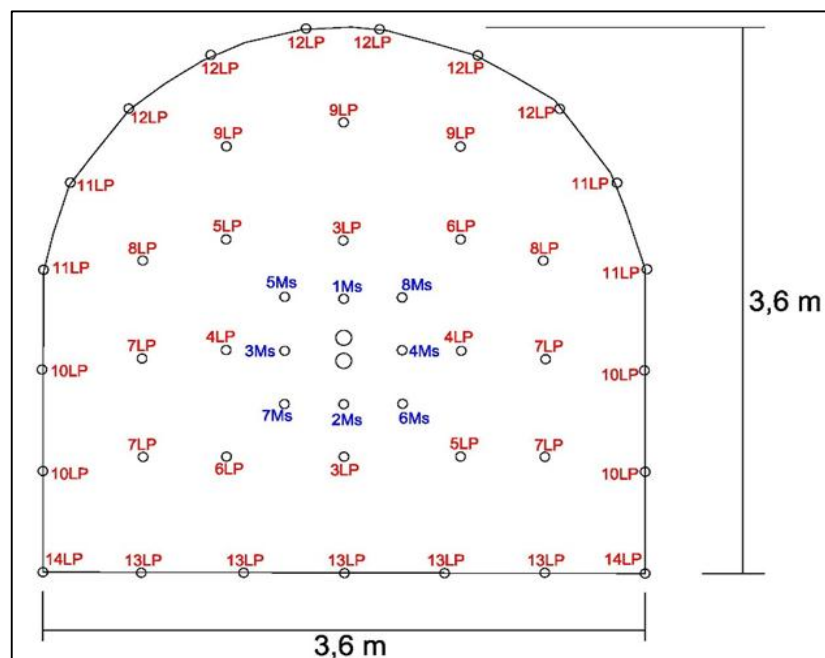 12LP 12LP
12LP 12LP
12LP 9LP 12LP
9LP 9LP
11LP 11LP
5LP 3LP 6LP
8LP 8LP
11LP 11LP
5Ms 1Ms 8Ms
3,6 m
4LP 4LP
7LP 3Ms 4Ms 7LP
10LP 10LP
7Ms 2Ms 6Ms
7LP 5LP 7LP
10LP 6LP 3LP 10LP
14LP 13LP 13LP 13LP 13LP 13LP 14LP
3,6 m